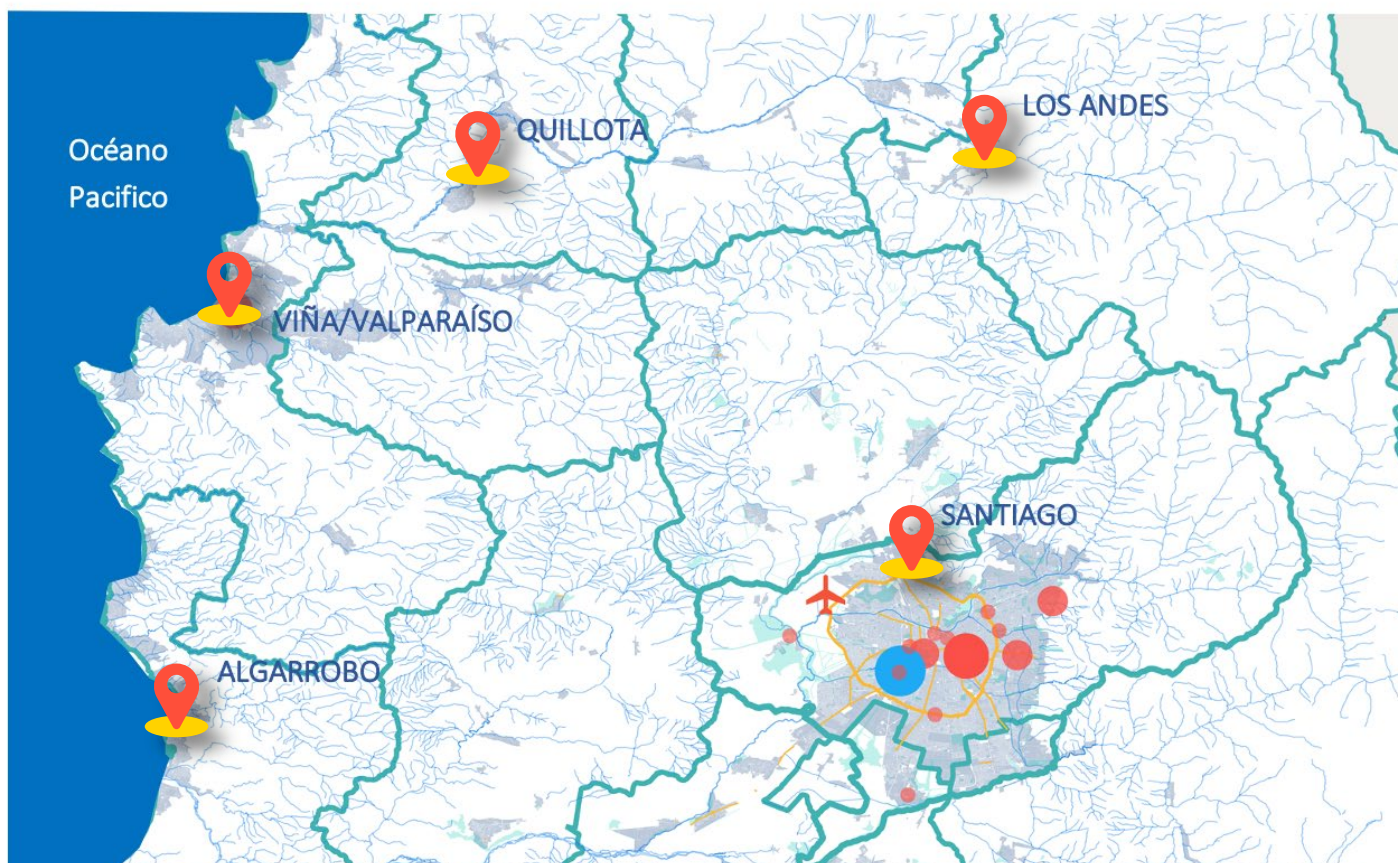 LOS ANDES
QUILLOTA
Océano
Pacifico
VIÑA/VALPARAÍSO
SANTIAGO
ALGARROBO